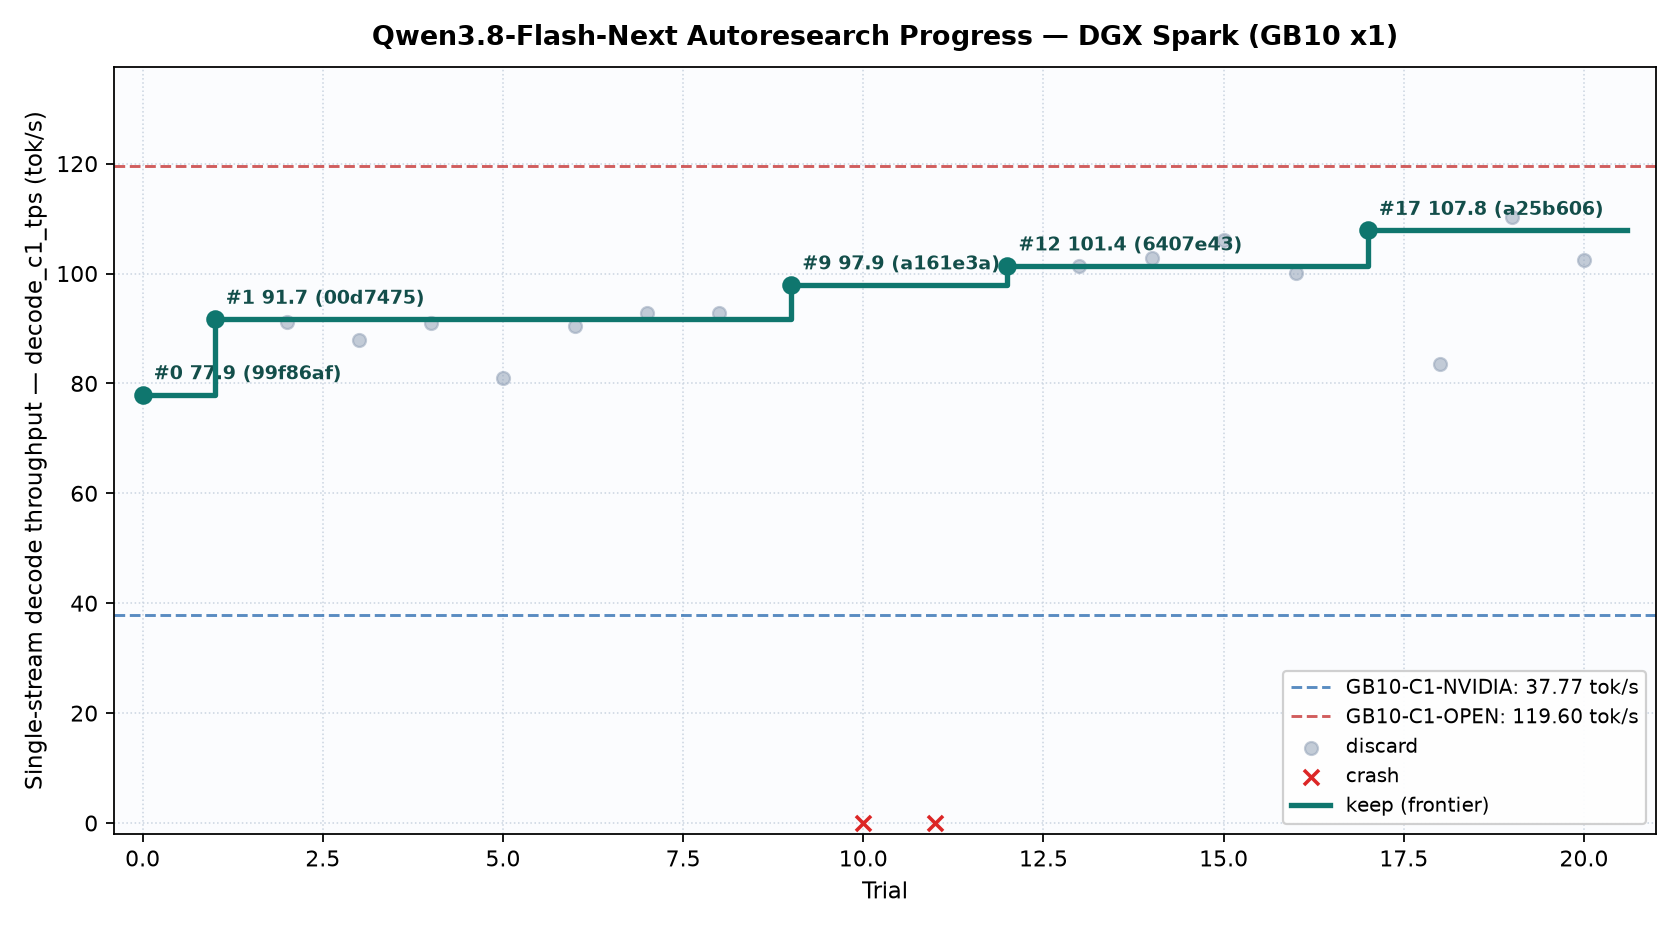 Qwen3.8-Flash-Next Autoresearch Progress — DGX Spark (GB10 x1)
Single-stream decode throughput — decode_c1_tps (tok/s)
120
100
80
60
40
20
0
#0 77.9 (99f86af)
#1 91.7 (00d7475)
#9 97.9 (a161e3a)
#12 101.4 (6407e43)
#17 107.8 (a25b606)
GB10-C1-NVIDIA: 37.77 tok/s
GB10-C1-OPEN: 119.60 tok/s
discard
crash
keep (frontier)
0.0 2.5 5.0 7.5 10.0 12.5 15.0 17.5 20.0
Trial